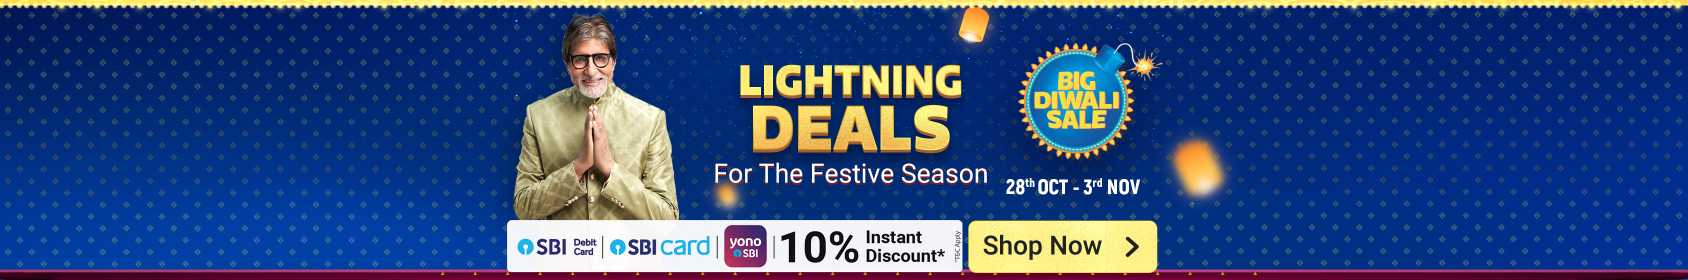 LIGHTNING
DEALS
For The Festive Season
BIG
DIWALI
SALE
28th OCT - 3rd NOV
SBI Debit
Card
SBI card
yono
SBI
10%
Instant
Discount*
*T&C Apply
Shop Now